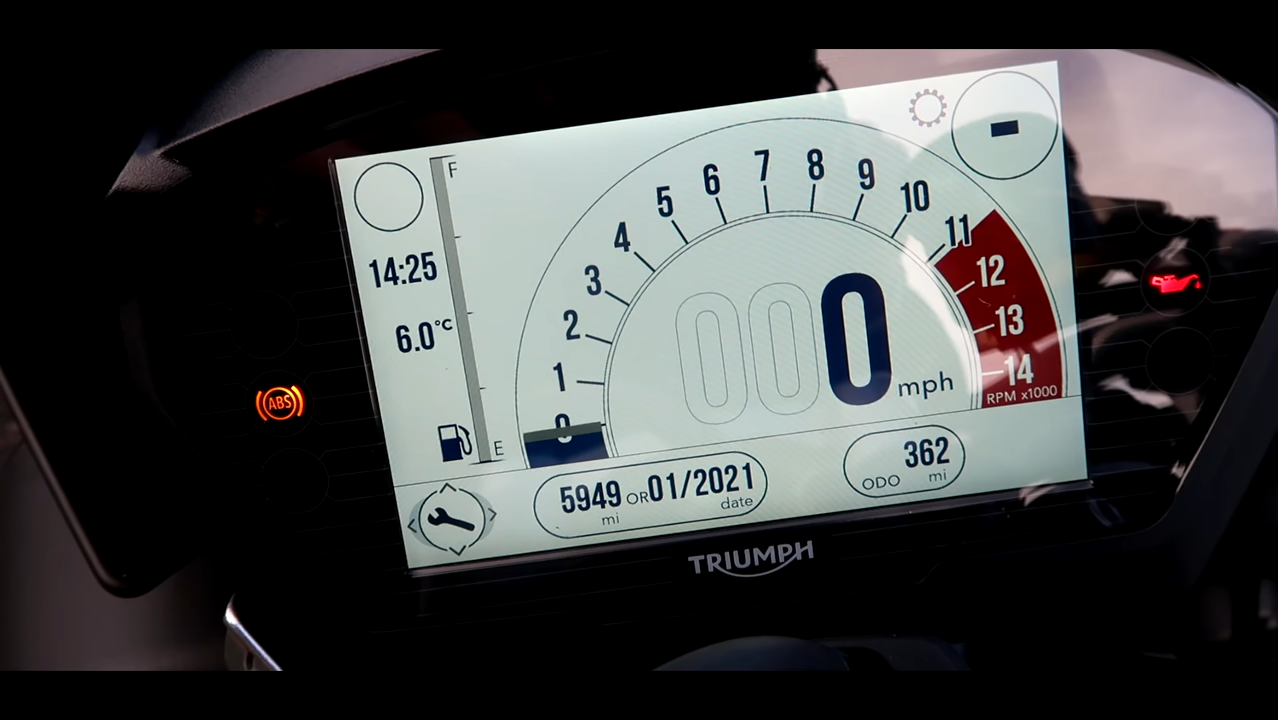 F
14:25
6.0°C
E
0
1
2
3
4
5
6
7
8
9
10
11
12
13
14
RPM x1000
000 mph
-
ABS
5949 mi OR 01/2021 date
ODO 362 mi
TRIUMPH